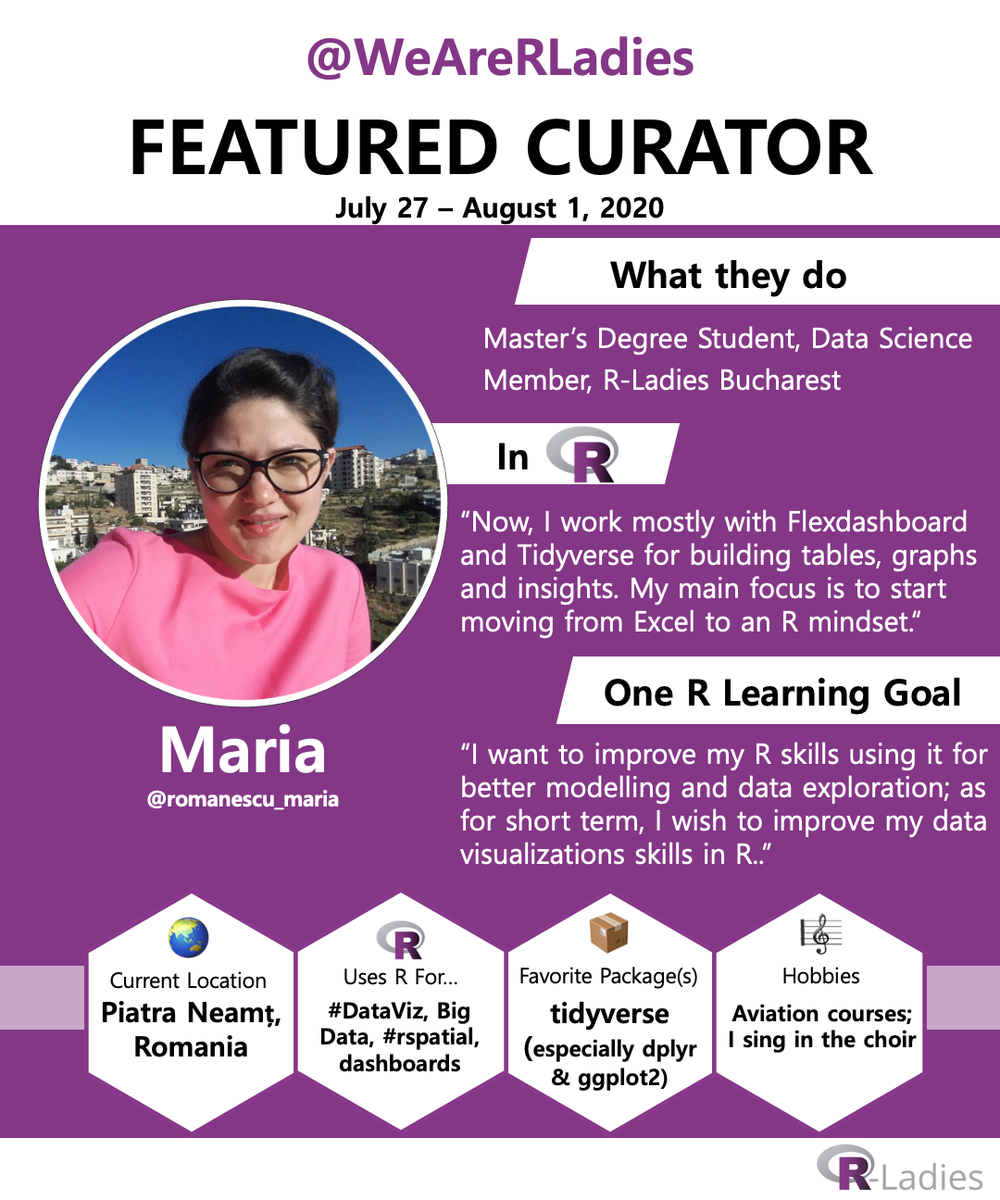 @WeAreRLadies
FEATURED CURATOR
July 27 – August 1, 2020
What they do
Master’s Degree Student, Data Science
Member, R-Ladies Bucharest
In R
“Now, I work mostly with Flexdashboard
and Tidyverse for building tables, graphs
and insights. My main focus is to start
moving from Excel to an R mindset.“
One R Learning Goal
“I want to improve my R skills using it for
better modelling and data exploration; as
for short term, I wish to improve my data
visualizations skills in R..”
Maria
@romanescu_maria
Current Location
Piatra Neamț,
Romania
R
Uses R For...
#DataViz, Big
Data, #rspatial,
dashboards
Favorite Package(s)
tidyverse
(especially dplyr
& ggplot2)
Hobbies
Aviation courses;
I sing in the choir
R-Ladies